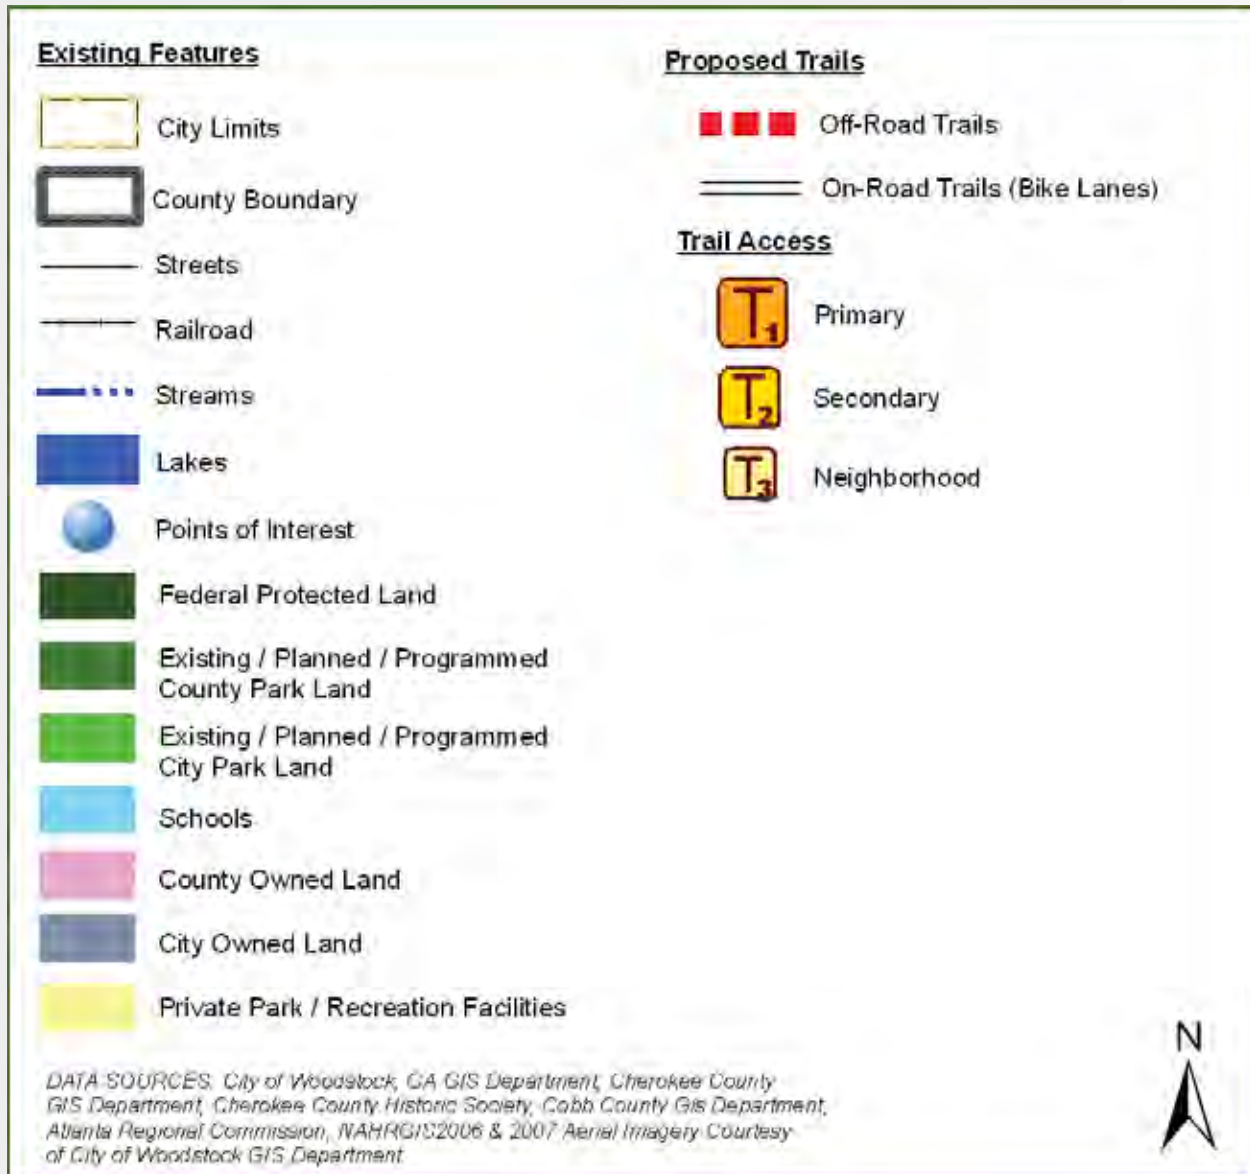 Existing Features
City Limits
County Boundary
Streets
Railroad
Streams
Lakes
Points of Interest
Federal Protected Land
Existing / Planned / Programmed
County Park Land
Existing / Planned / Programmed
City Park Land
Schools
County Owned Land
City Owned Land
Private Park / Recreation Facilities
Proposed Trails
Off-Road Trails
On-Road Trails (Bike Lanes)
Trail Access
T1 Primary
T2 Secondary
T3 Neighborhood
N
DATA SOURCES: City of Woodstock, GA GIS Department, Cherokee County
GIS Department, Cherokee County Historic Society, Cobb County Gis Department,
Atlanta Regional Commission, NAHRGIS2006 & 2007 Aerial Imagery Courtesy
of City of Woodstock GIS Department